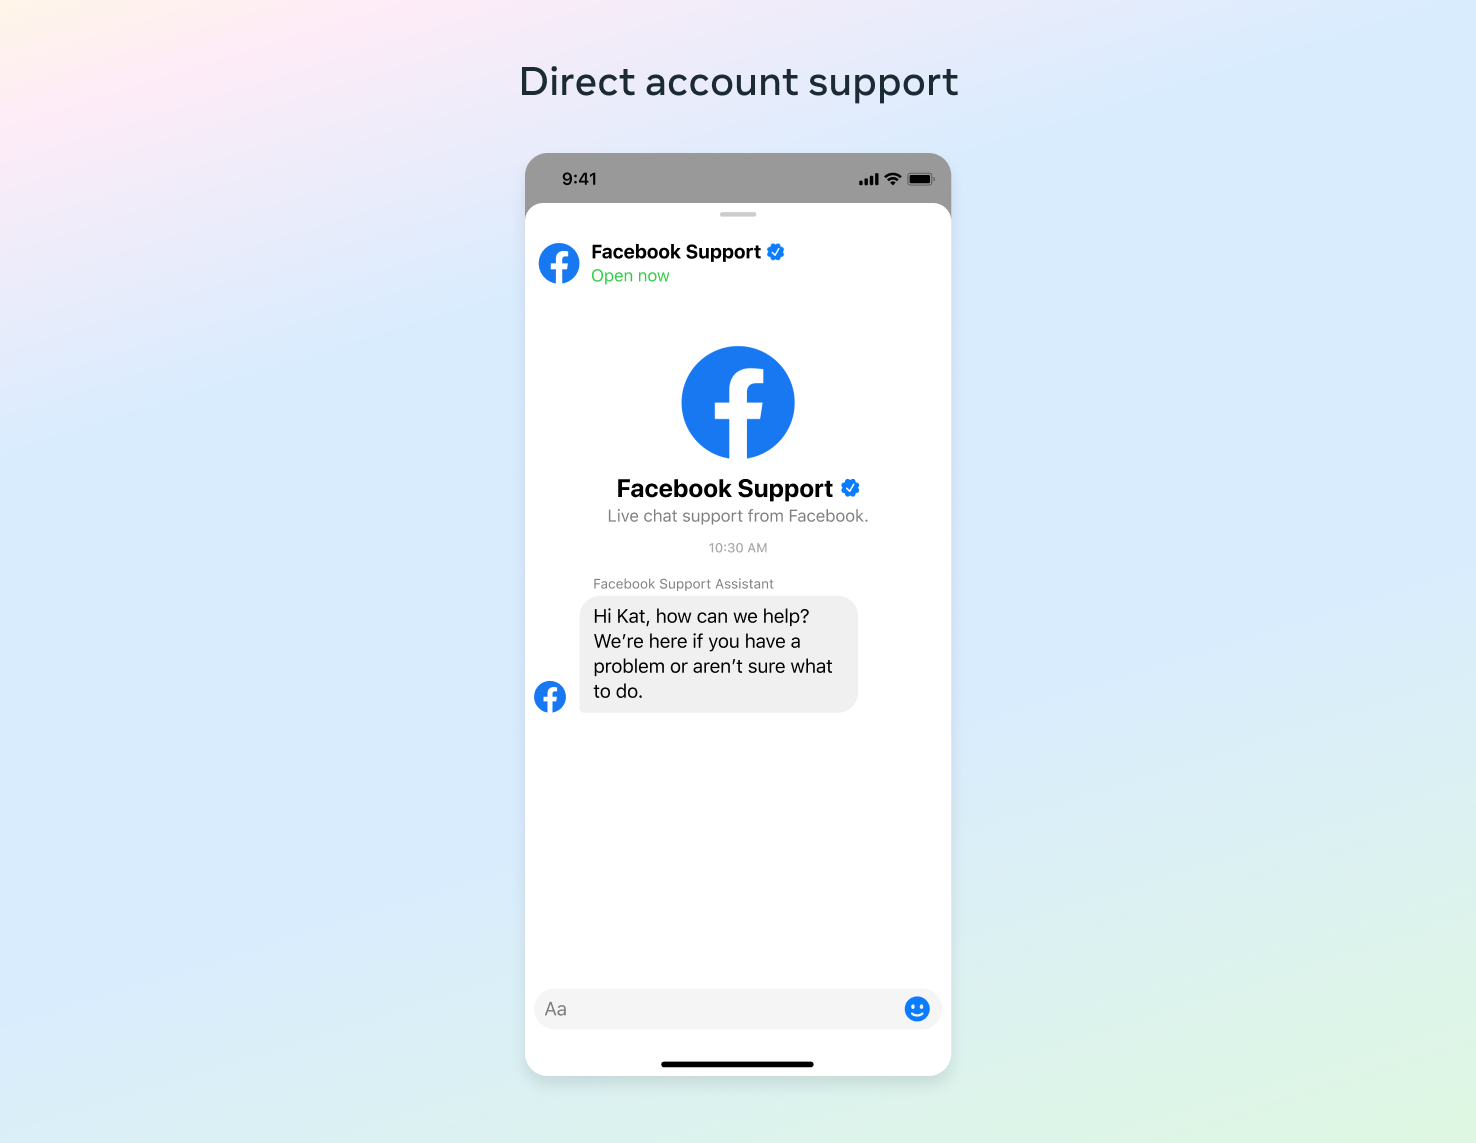 Direct account support
9:41
Facebook Support
Open now
Facebook Support
Live chat support from Facebook.
10:30 AM
Facebook Support Assistant
Hi Kat, how can we help?
We’re here if you have a
problem or aren’t sure what
to do.
Aa